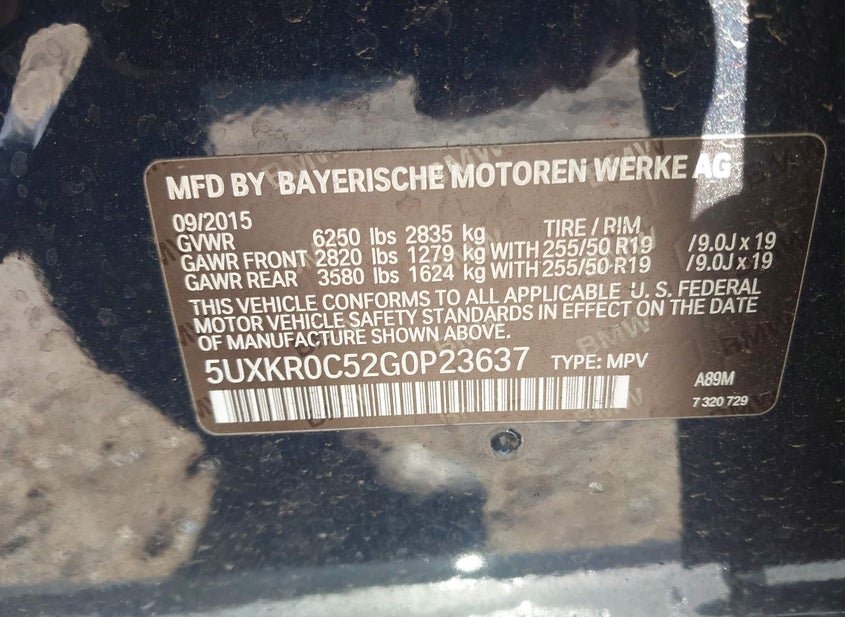 MFD BY BAYERISCHE MOTOREN WERKE AG
09/2015 TIRE / RIM
GVWR 6250 lbs 2835 kg
GAWR FRONT 2820 lbs 1279 kg WITH 255/50 R19 /9.0J x 19
GAWR REAR 3580 lbs 1624 kg WITH 255/50 R19 /9.0J x 19
THIS VEHICLE CONFORMS TO ALL APPLICABLE U.S. FEDERAL
MOTOR VEHICLE SAFETY STANDARDS IN EFFECT ON THE DATE
OF MANUFACTURE SHOWN ABOVE.
5UXKR0C52G0P23637 TYPE: MPV
A89M
7 320 729